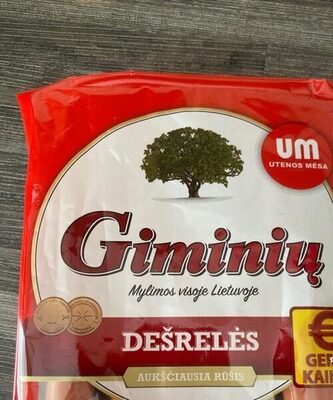 um
UTENOS MĖSA
Giminių
Mylimos visoje Lietuvoje
DEŠRELĖS
AUKŠČIAUSIA RŪŠIS
€